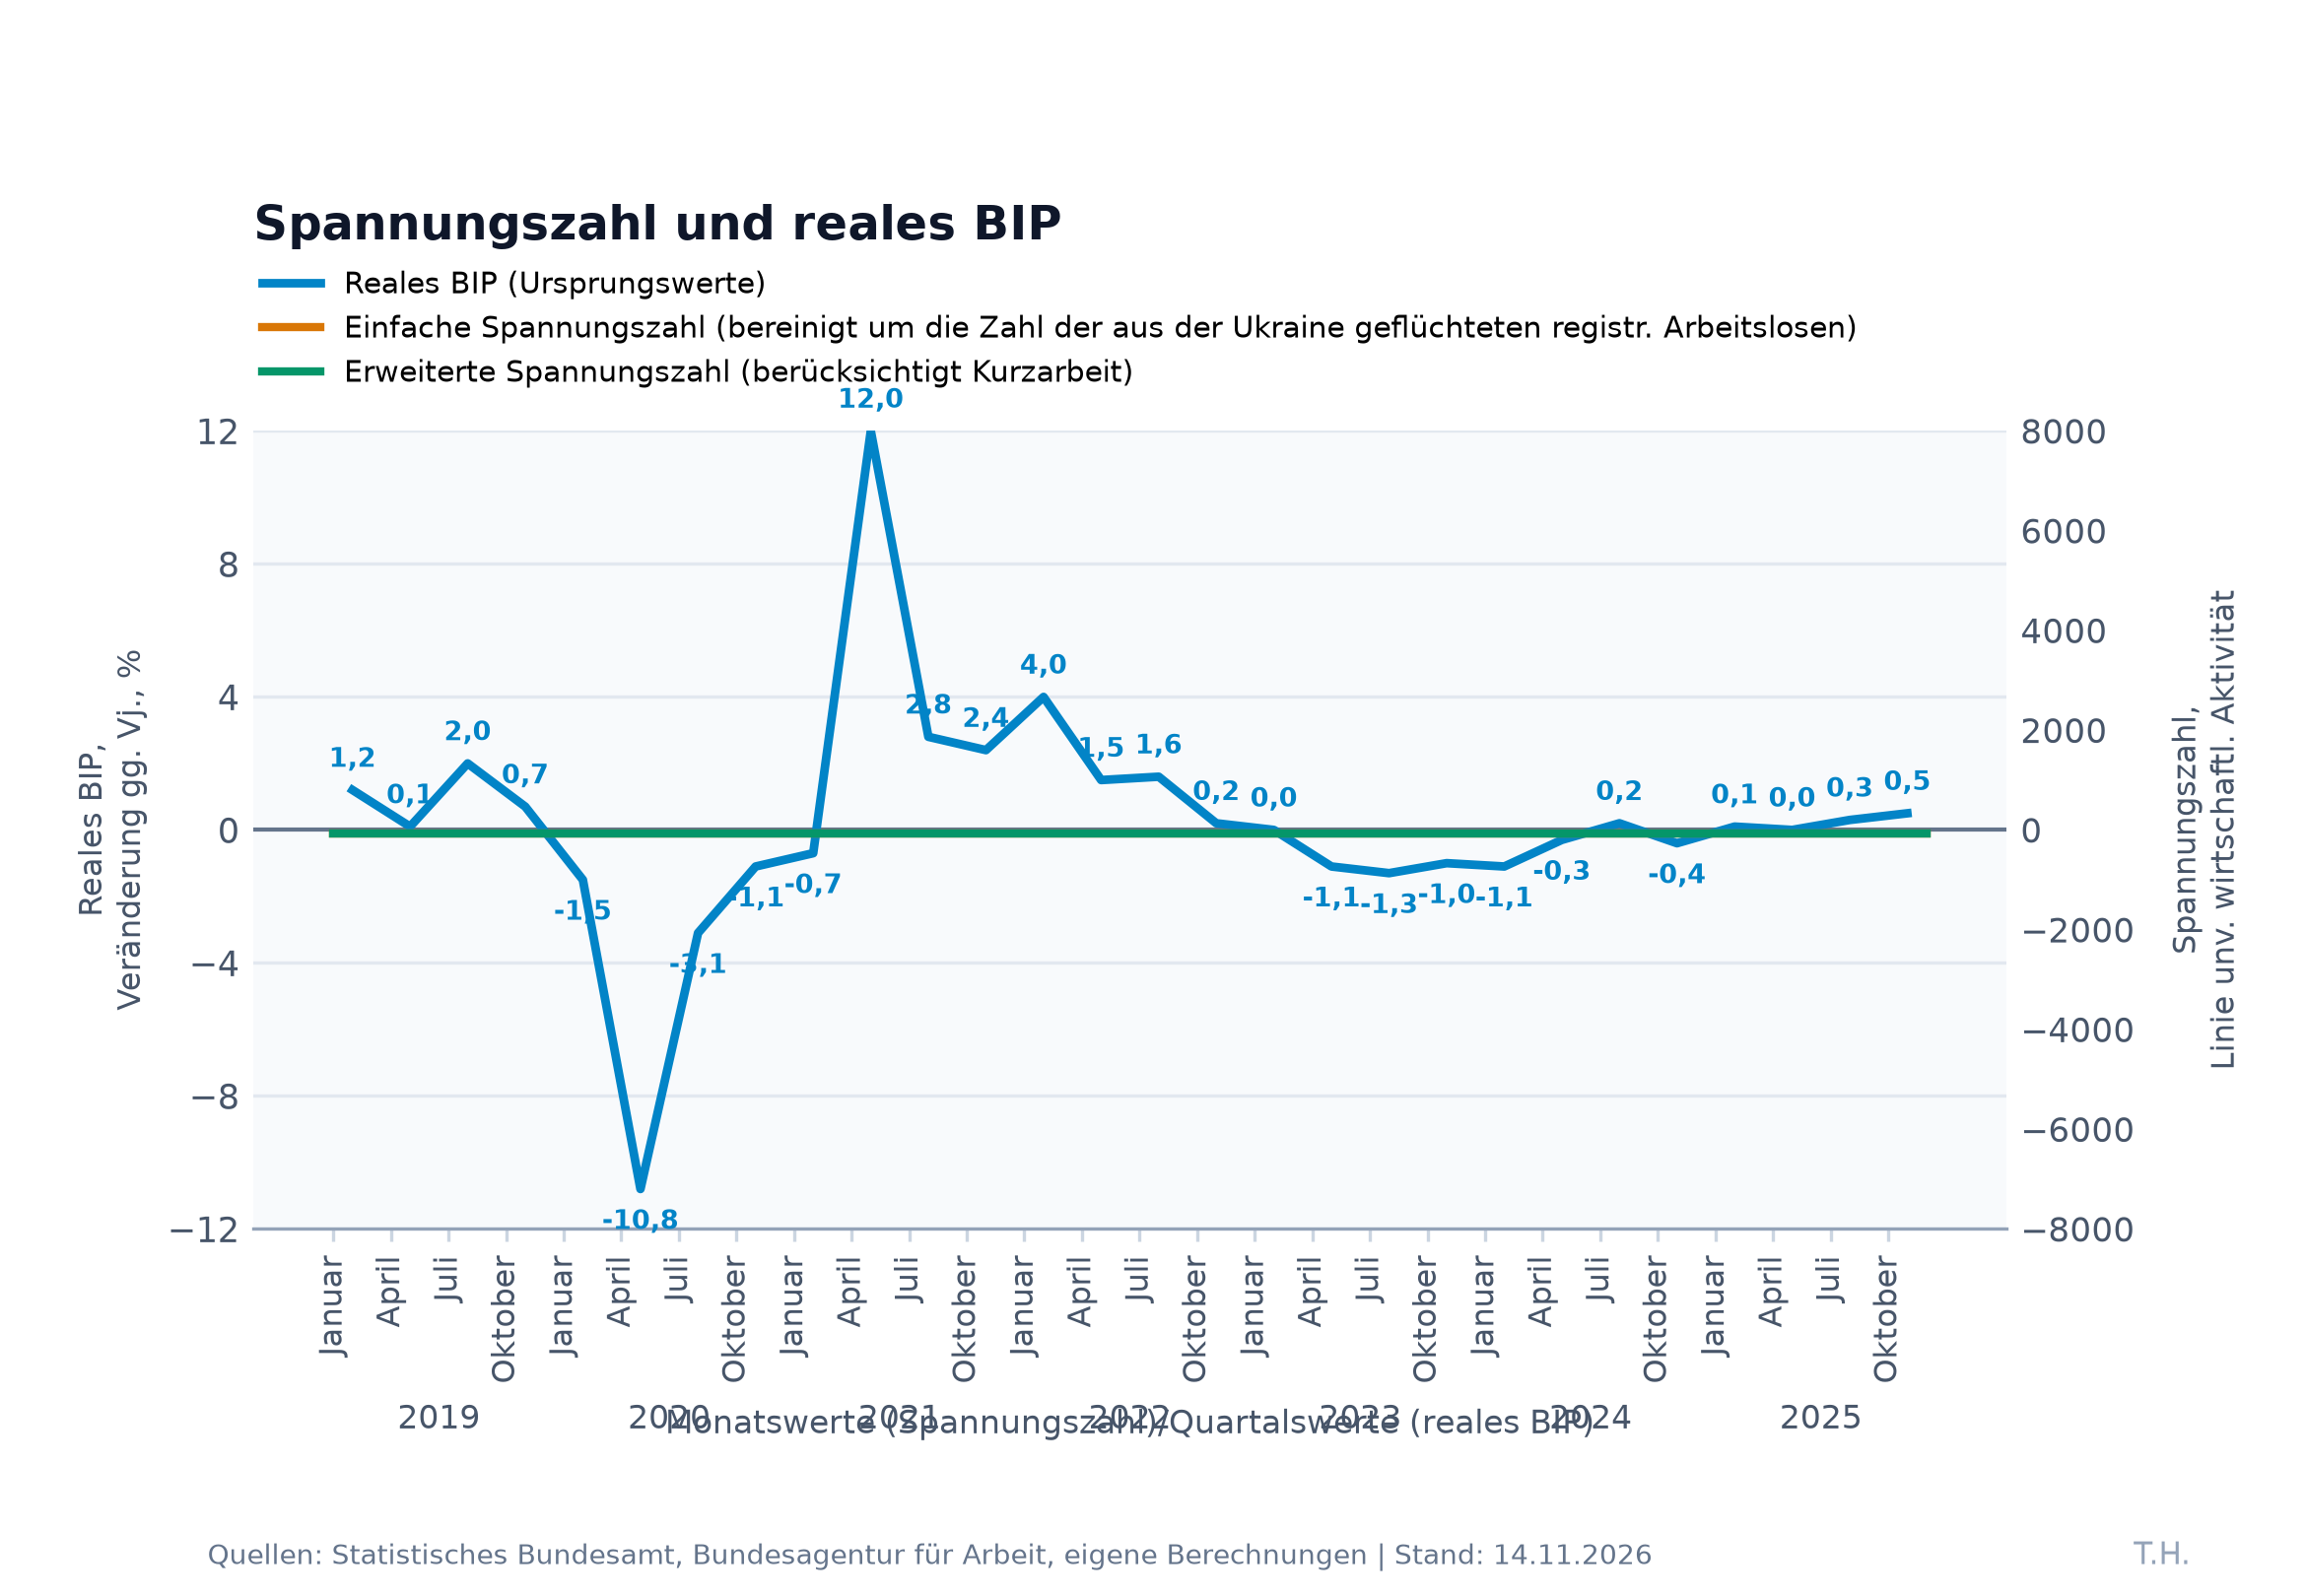 Spannungszahl und reales BIP
Reales BIP (Ursprungswerte)
Einfache Spannungszahl (bereinigt um die Zahl der aus der Ukraine geflüchteten registr. Arbeitslosen)
Erweiterte Spannungszahl (berücksichtigt Kurzarbeit)
12
8
4
0
−4
−8
−12
Reales BIP,
Veränderung gg. Vj., %
1,2
0,1
2,0
0,7
-1,5
-10,8
-3,1
-1,1
-0,7
12,0
2,8
2,4
4,0
1,5
1,6
0,2
0,0
-1,1
-1,3
-1,0
-1,1
-0,3
0,2
-0,4
0,1
0,0
0,3
0,5
8000
6000
4000
2000
0
−2000
−4000
−6000
−8000
Spannungszahl,
Linie unv. wirtschaftl. Aktivität
Januar
April
Juli
Oktober
Januar
April
Juli
Oktober
Januar
April
Juli
Oktober
Januar
April
Juli
Oktober
Januar
April
Juli
Oktober
Januar
April
Juli
Oktober
Januar
April
Juli
Oktober
2019
2020
2021
2022
2023
2024
2025
Monatswerte (Spannungszahl)/Quartalswerte (reales BIP)
Quellen: Statistisches Bundesamt, Bundesagentur für Arbeit, eigene Berechnungen | Stand: 14.11.2026
T.H.